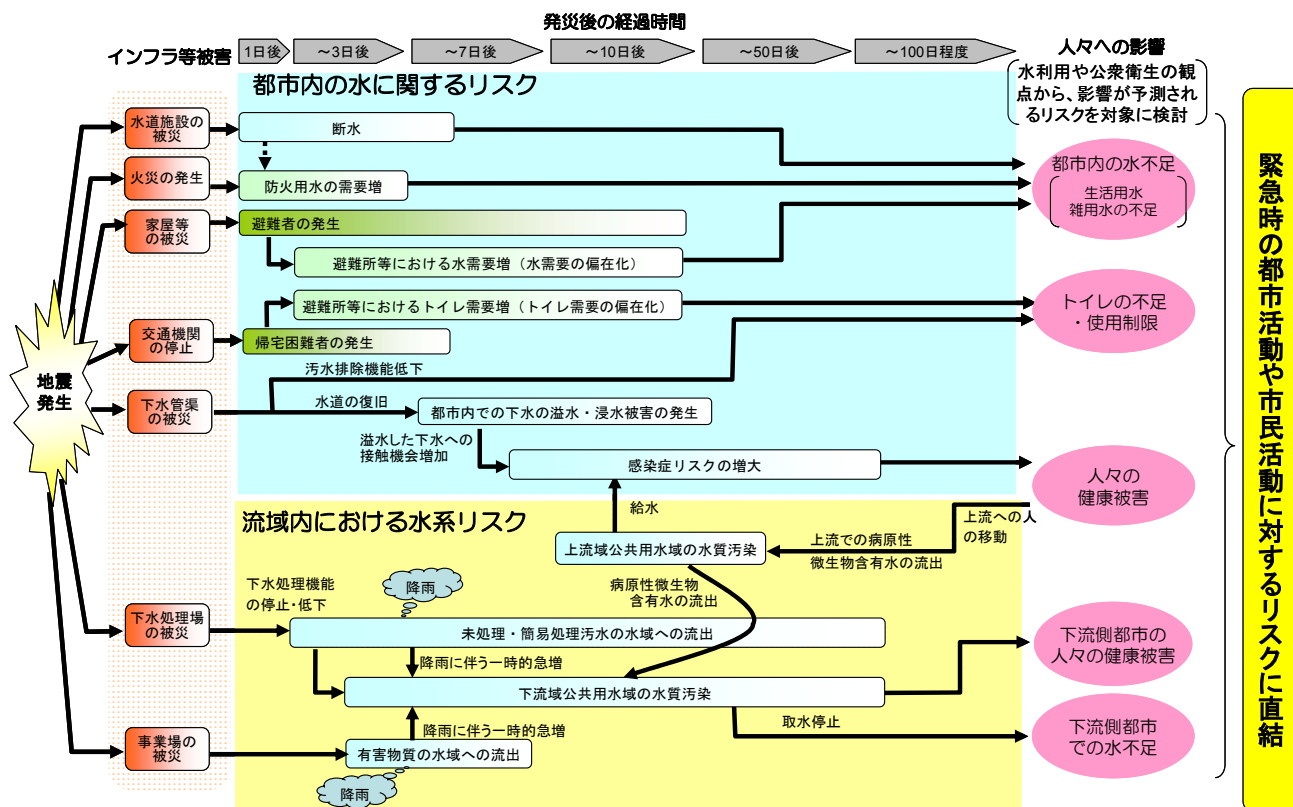 発災後の経過時間
インフラ等被害
1日後
～3日後
～7日後
～10日後
～50日後
～100日程度
人々への影響
水利用や公衆衛生の観
点から、影響が予測され
るリスクを対象に検討
都市内の水に関するリスク
水道施設の
被災
断水
火災の発生
防火用水の需要増
都市内の水不足
生活用水
雑用水の不足
家屋等
の被災
避難者の発生
避難所等における水需要増（水需要の偏在化）
避難所等におけるトイレ需要増（トイレ需要の偏在化）
トイレの不足
・使用制限
交通機関
の停止
帰宅困難者の発生
汚水排除機能低下
地震
発生
下水管渠
の被災
水道の復旧
都市内での下水の溢水・浸水被害の発生
溢水した下水への
接触機会増加
感染症リスクの増大
人々の
健康被害
給水
流域内における水系リスク
上流への人
の移動
上流域公共用水域の水質汚染
上流での病原性
微生物含有水の流出
病原性微生物
含有水の流出
下水処理機能
の停止・低下
降雨
下水処理場
の被災
未処理・簡易処理汚水の水域への流出
下流側都市の
人々の健康被害
降雨に伴う一時的急増
下流域公共用水域の水質汚染
降雨に伴う一時的急増
取水停止
下流側都市
での水不足
事業場の
被災
有害物質の水域への流出
降雨
緊急時の都市活動や市民活動に対するリスクに直結